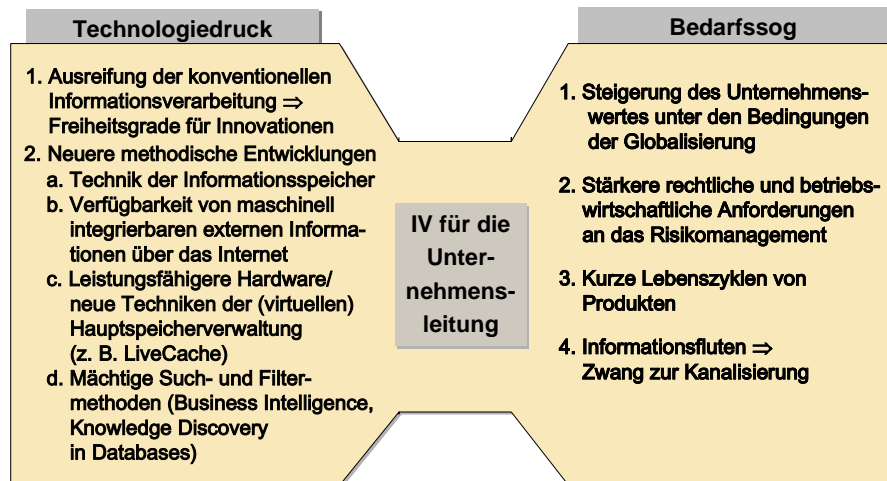 Technologiedruck
1. Ausreifung der konventionellen
Informationsverarbeitung ⇒
Freiheitsgrade für Innovationen
2. Neuere methodische Entwicklungen
a. Technik der Informationsspeicher
b. Verfügbarkeit von maschinell
integrierbaren externen Informa-
tionen über das Internet
c. Leistungsfähigere Hardware/
neue Techniken der (virtuellen)
Hauptspeicherverwaltung
(z. B. LiveCache)
d. Mächtige Such- und Filter-
methoden (Business Intelligence,
Knowledge Discovery
in Databases)
IV für die
Unter-
nehmens-
leitung
Bedarfssog
1. Steigerung des Unternehmens-
wertes unter den Bedingungen
der Globalisierung
2. Stärkere rechtliche und betriebs-
wirtschaftliche Anforderungen
an das Risikomanagement
3. Kurze Lebenszyklen von
Produkten
4. Informationsfluten ⇒
Zwang zur Kanalisierung